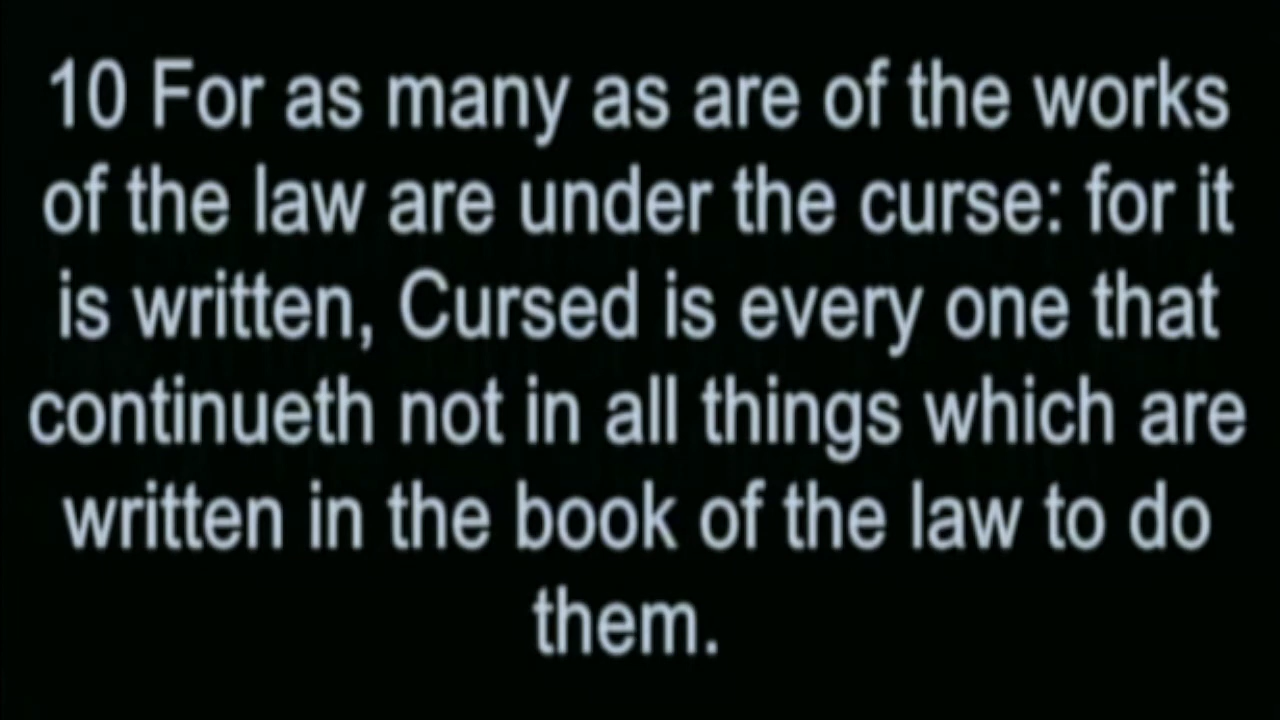 10 For as many as are of the works
of the law are under the curse: for it
is written, Cursed is every one that
continueth not in all things which are
written in the book of the law to do
them.